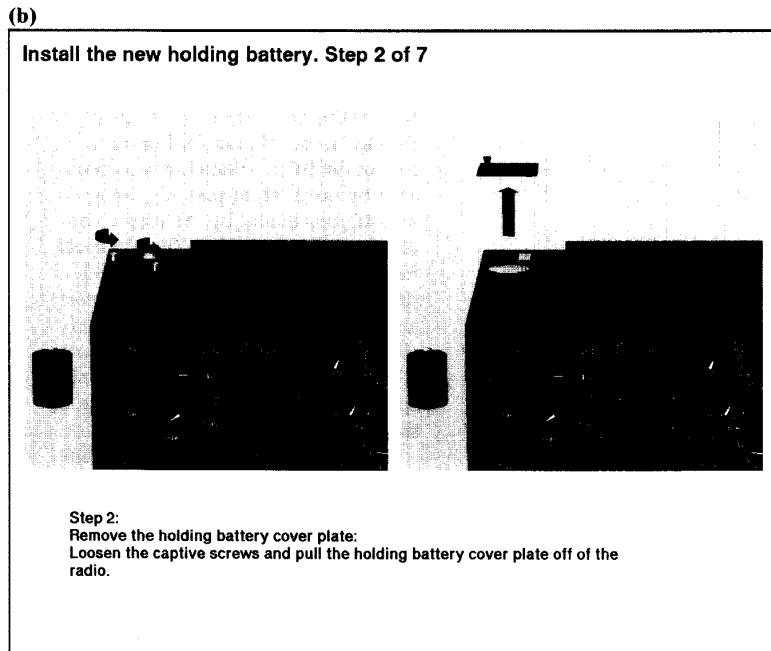 (b)
Install the new holding battery. Step 2 of 7
Step 2:
Remove the holding battery cover plate:
Loosen the captive screws and pull the holding battery cover plate off of the
radio.